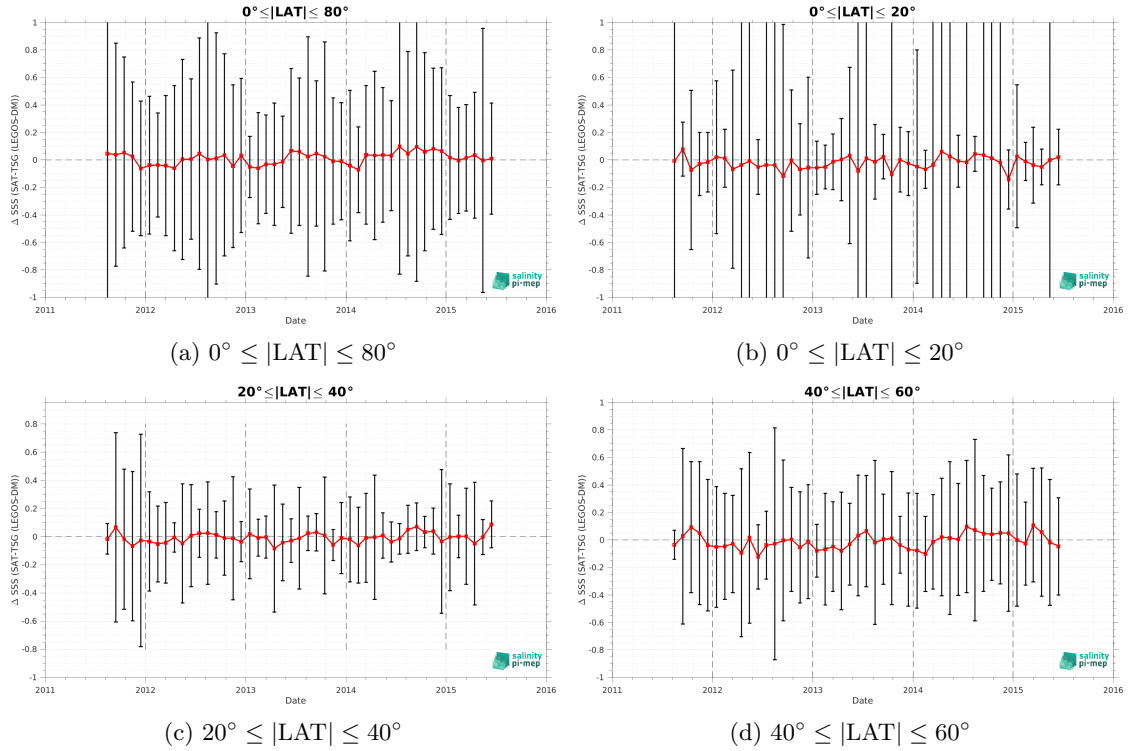 0°≤|LAT|≤ 80°
1
0.8
0.6
0.4
0.2
0
-0.2
-0.4
-0.6
-0.8
-1
Δ SSS (SAT-TSG (LEGOS-DM))
2011
2012
2013
2014
2015
2016
Date
salinity
pi-mep
(a) 0° ≤ |LAT| ≤ 80°
0°≤|LAT|≤ 20°
1
0.8
0.6
0.4
0.2
0
-0.2
-0.4
-0.6
-0.8
-1
Δ SSS (SAT-TSG (LEGOS-DM))
2011
2012
2013
2014
2015
2016
Date
salinity
pi-mep
(b) 0° ≤ |LAT| ≤ 20°
20°≤|LAT|≤ 40°
0.8
0.6
0.4
0.2
0
-0.2
-0.4
-0.6
-0.8
Δ SSS (SAT-TSG (LEGOS-DM))
2011
2012
2013
2014
2015
2016
Date
salinity
pi-mep
(c) 20° ≤ |LAT| ≤ 40°
40°≤|LAT|≤ 60°
1
0.8
0.6
0.4
0.2
0
-0.2
-0.4
-0.6
-0.8
-1
Δ SSS (SAT-TSG (LEGOS-DM))
2011
2012
2013
2014
2015
2016
Date
salinity
pi-mep
(d) 40° ≤ |LAT| ≤ 60°